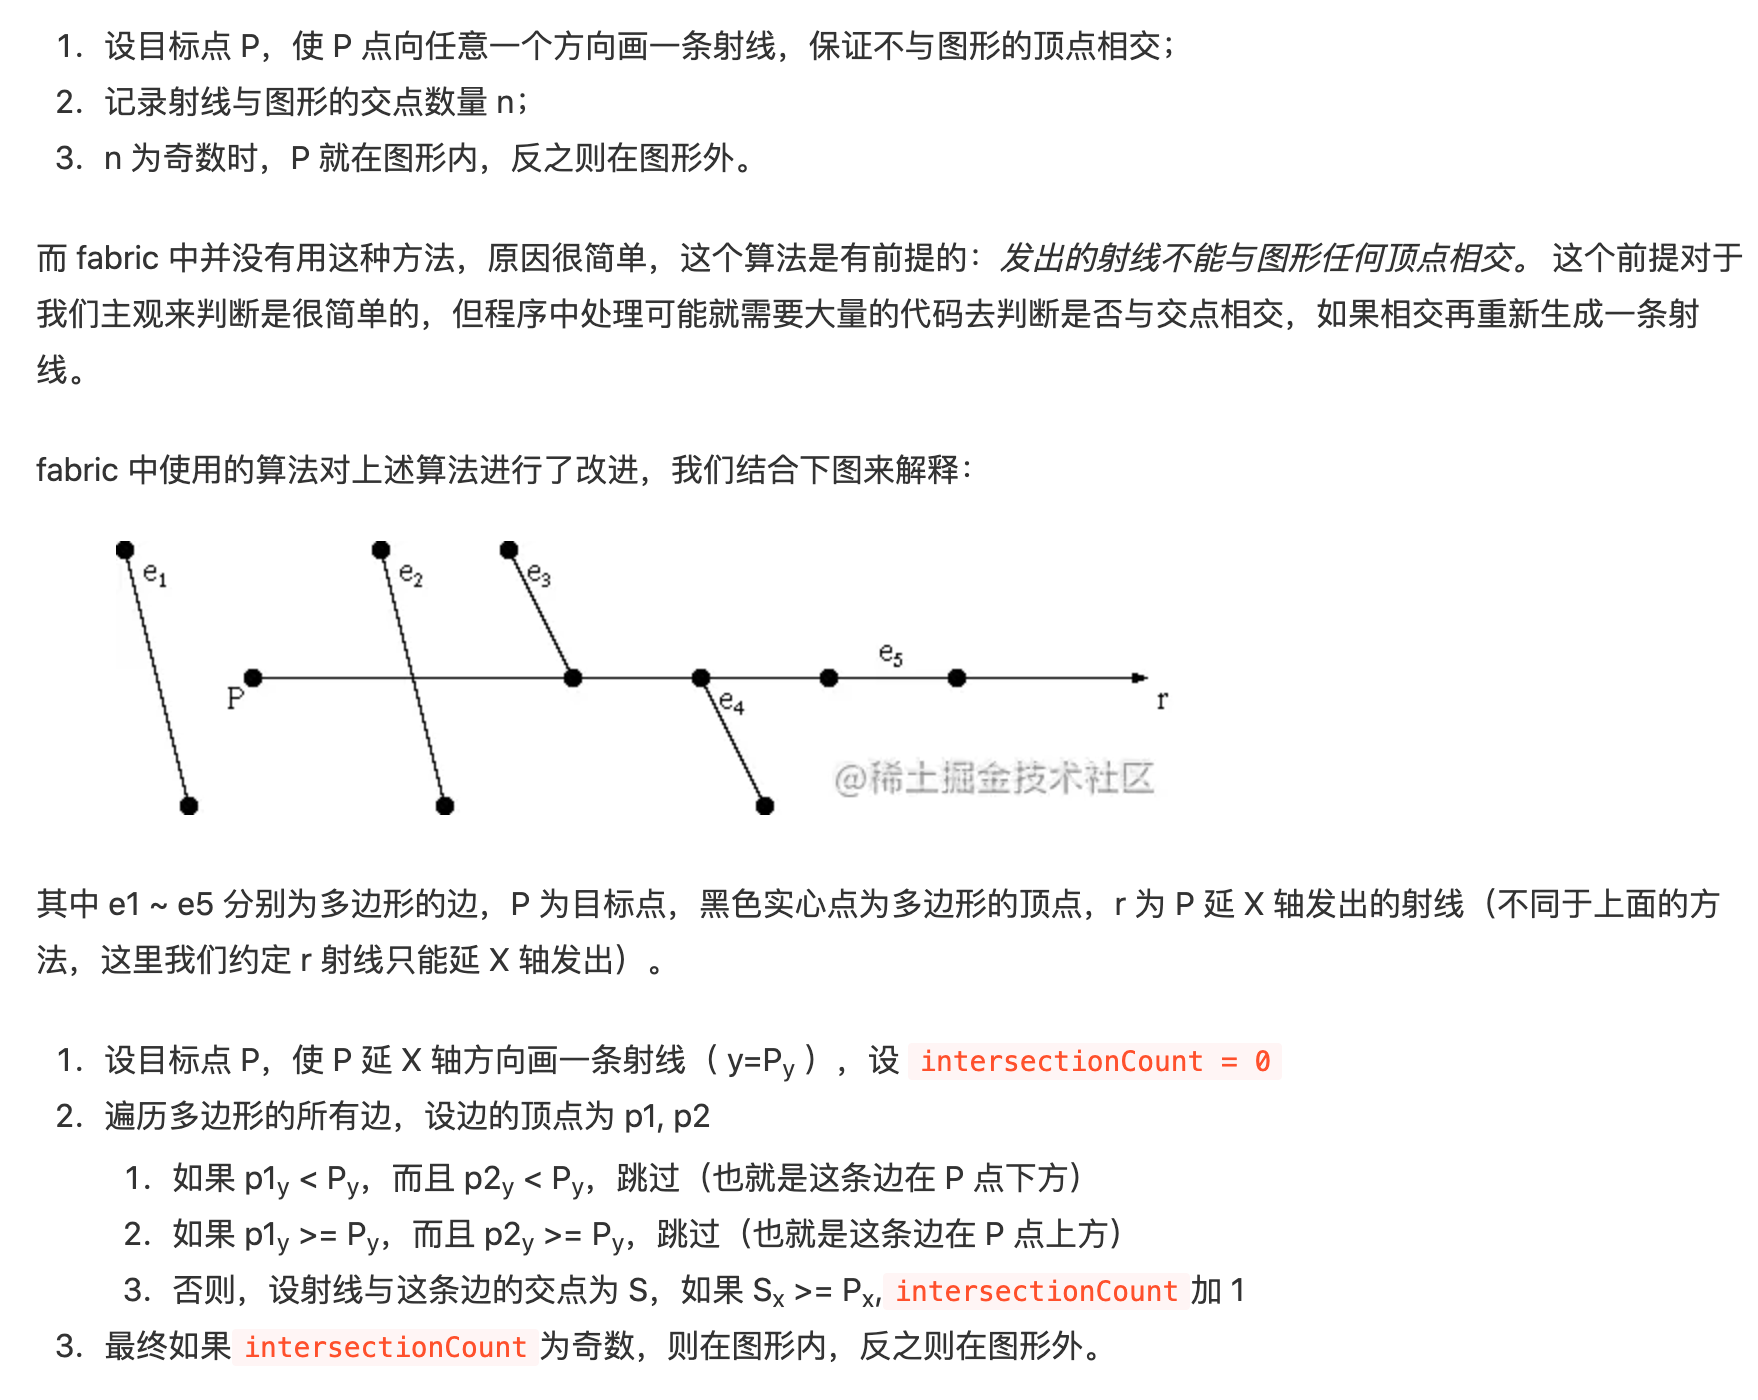 1. 设目标点 P，使 P 点向任意一个方向画一条射线，保证不与图形的顶点相交；
2. 记录射线与图形的交点数量 n；
3. n 为奇数时，P 就在图形内，反之则在图形外。
而 fabric 中并没有用这种方法，原因很简单，这个算法是有前提的：发出的射线不能与图形任何顶点相交。 这个前提对于
我们主观来判断是很简单的，但程序中处理可能就需要大量的代码去判断是否与交点相交，如果相交再重新生成一条射
线。
fabric 中使用的算法对上述算法进行了改进，我们结合下图来解释：
e1
e2
e3
e5
P
e4
r
@稀土掘金技术社区
其中 e1 ~ e5 分别为多边形的边，P 为目标点，黑色实心点为多边形的顶点，r 为 P 延 X 轴发出的射线（不同于上面的方
法，这里我们约定 r 射线只能延 X 轴发出）。
1. 设目标点 P，使 P 延 X 轴方向画一条射线（ y=Py ），设 intersectionCount = 0
2. 遍历多边形的所有边，设边的顶点为 p1, p2
1. 如果 p1y < Py，而且 p2y < Py，跳过（也就是这条边在 P 点下方）
2. 如果 p1y >= Py，而且 p2y >= Py，跳过（也就是这条边在 P 点上方）
3. 否则，设射线与这条边的交点为 S，如果 Sx >= Px, intersectionCount 加 1
3. 最终如果 intersectionCount 为奇数，则在图形内，反之则在图形外。